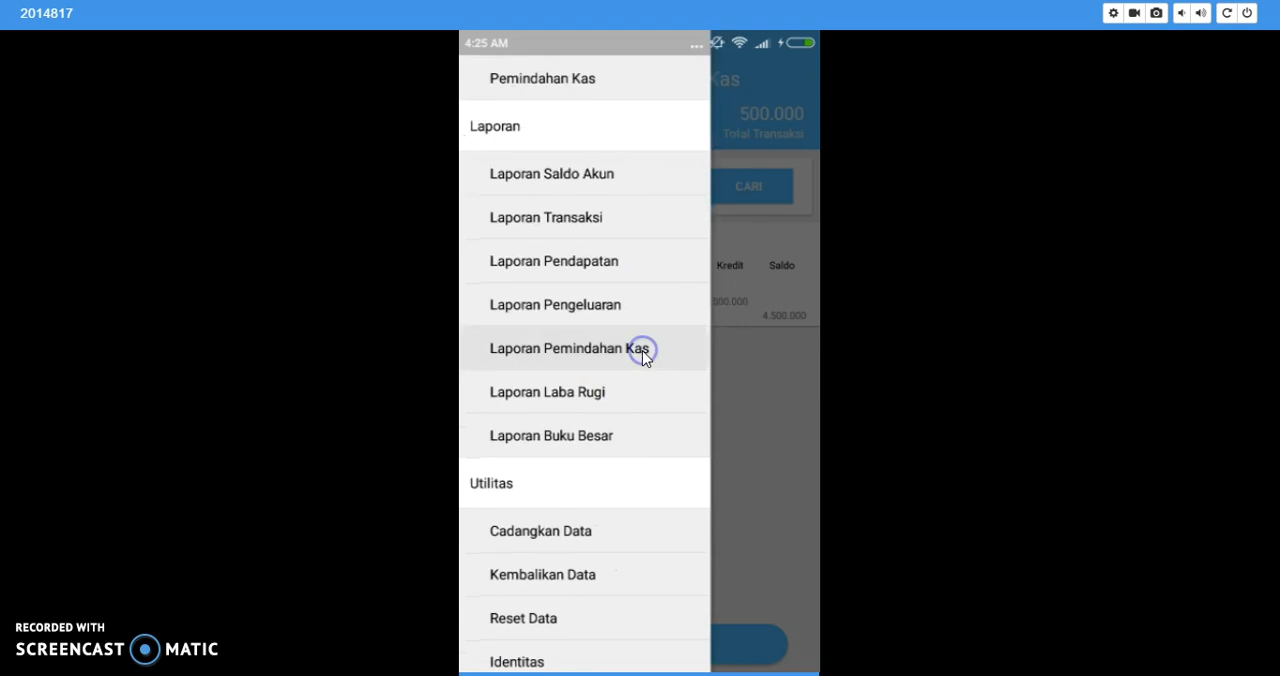 2014817
4:25 AM
Kas
Pemindahan Kas
500.000
Total Transaksi
Laporan
Laporan Saldo Akun
CARI
Laporan Transaksi
Laporan Pendapatan
Kredit Saldo
Laporan Pengeluaran
4.500.000
Laporan Pemindahan Kas
Laporan Laba Rugi
Laporan Buku Besar
Utilitas
Cadangkan Data
Kembalikan Data
Reset Data
Identitas
RECORDED WITH
SCREENCAST MATIC